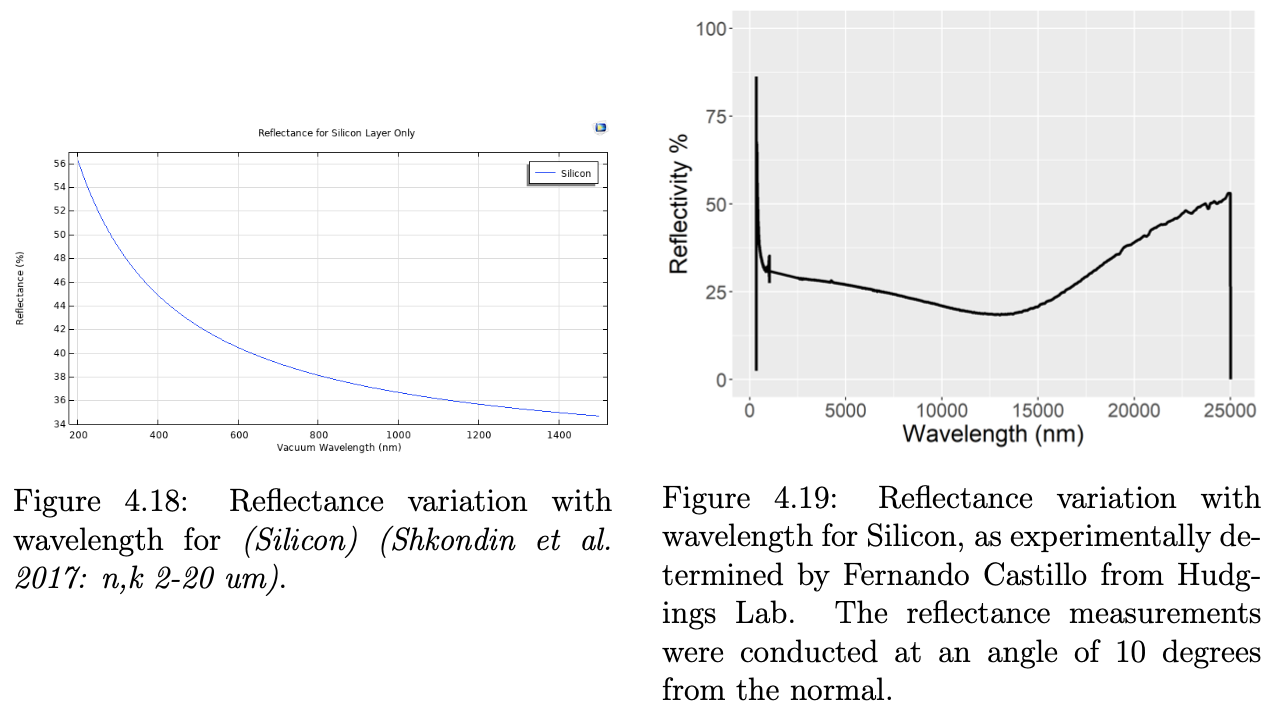 Reflectance for Silicon Layer Only
Silicon
Reflectance (%)
56
54
52
50
48
46
44
42
40
38
36
34
200 400 600 800 1000 1200 1400
Vacuum Wavelength (nm)
Figure 4.18: Reflectance variation with
wavelength for (Silicon) (Shkondin et al.
2017: n,k 2-20 um).
Reflectivity %
100
75
50
25
0
0 5000 10000 15000 20000 25000
Wavelength (nm)
Figure 4.19: Reflectance variation with
wavelength for Silicon, as experimentally de-
termined by Fernando Castillo from Hudg-
ings Lab. The reflectance measurements
were conducted at an angle of 10 degrees
from the normal.